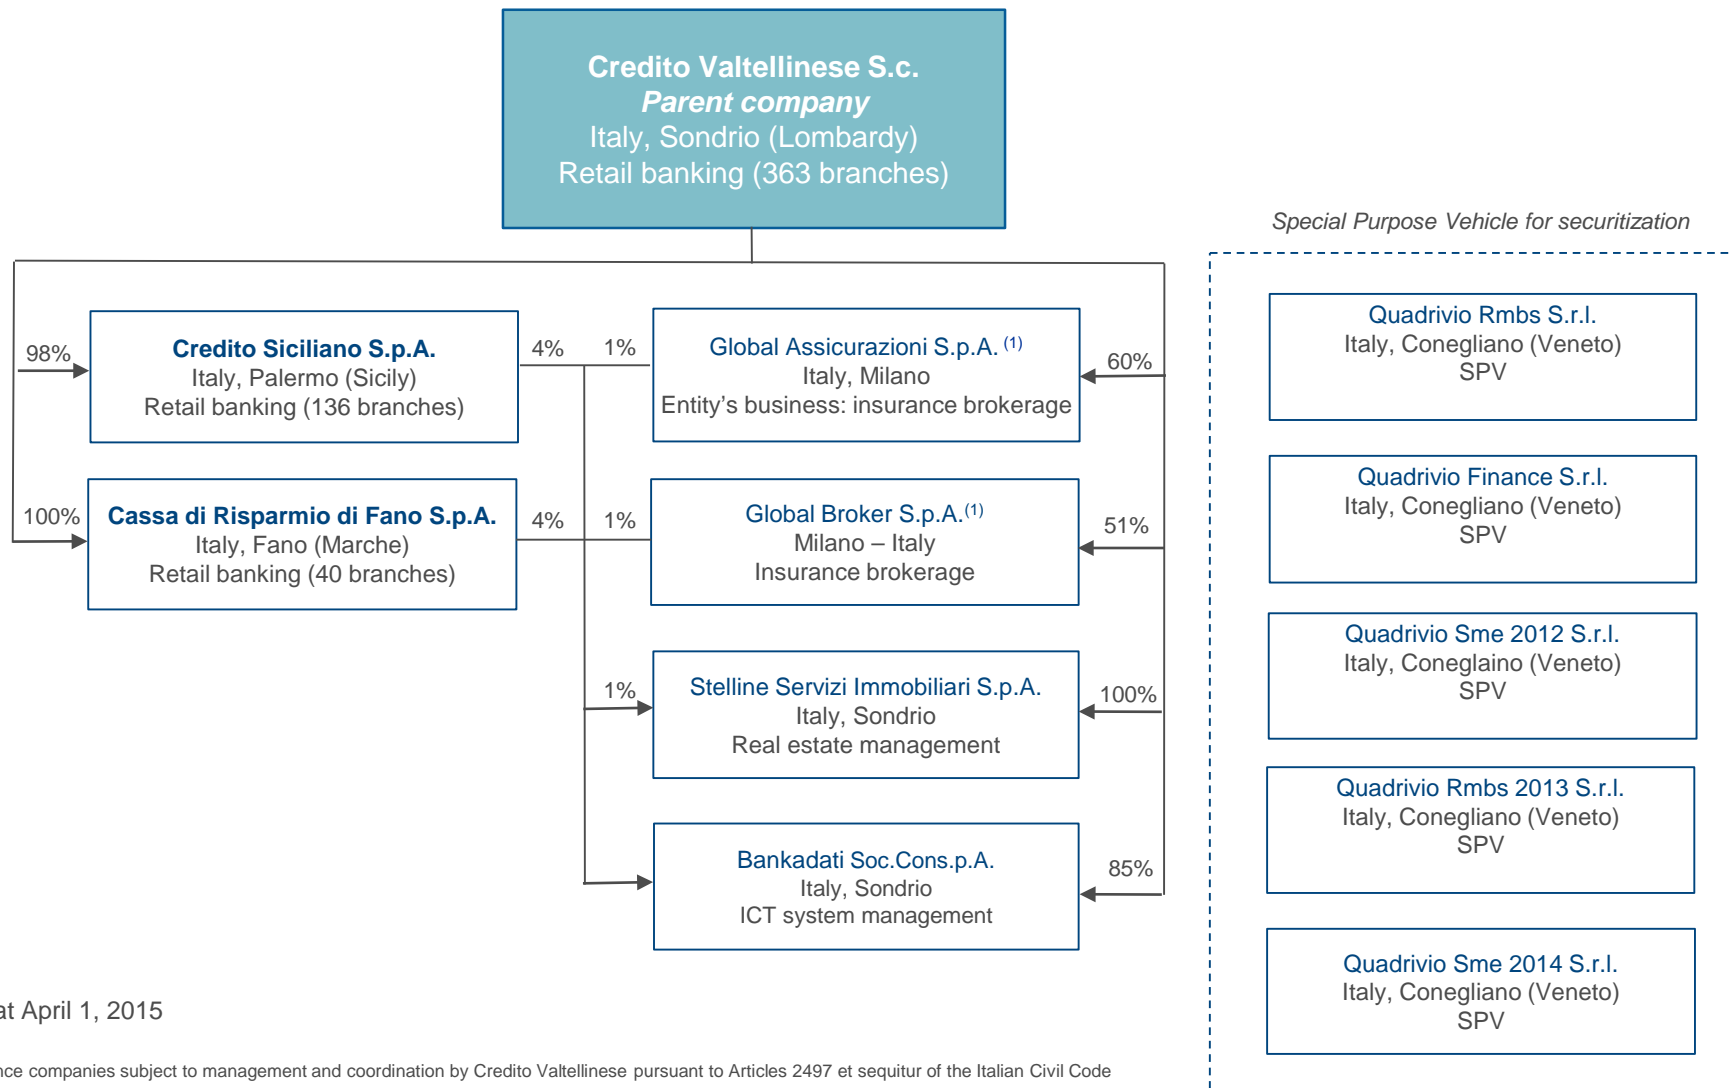 Credito Valtellinese S.c.
Parent company
Italy, Sondrio (Lombardy)
Retail banking (363 branches)
Special Purpose Vehicle for securitization
98%
Credito Siciliano S.p.A.
Italy, Palermo (Sicily)
Retail banking (136 branches)
4%
1%
Global Assicurazioni S.p.A. (1)
Italy, Milano
Entity's business: insurance brokerage
60%
Quadrivio Rmbs S.r.l.
Italy, Conegliano (Veneto)
SPV
100%
Cassa di Risparmio di Fano S.p.A.
Italy, Fano (Marche)
Retail banking (40 branches)
4%
1%
Global Broker S.p.A.(1)
Milano – Italy
Insurance brokerage
51%
Quadrivio Finance S.r.l.
Italy, Conegliano (Veneto)
SPV
1%
Stelline Servizi Immobiliari S.p.A.
Italy, Sondrio
Real estate management
100%
Quadrivio Sme 2012 S.r.l.
Italy, Coneglaino (Veneto)
SPV
Bankadati Soc.Cons.p.A.
Italy, Sondrio
ICT system management
85%
Quadrivio Rmbs 2013 S.r.l.
Italy, Conegliano (Veneto)
SPV
Quadrivio Sme 2014 S.r.l.
Italy, Conegliano (Veneto)
SPV
at April 1, 2015
nce companies subject to management and coordination by Credito Valtellinese pursuant to Articles 2497 et sequitur of the Italian Civil Code